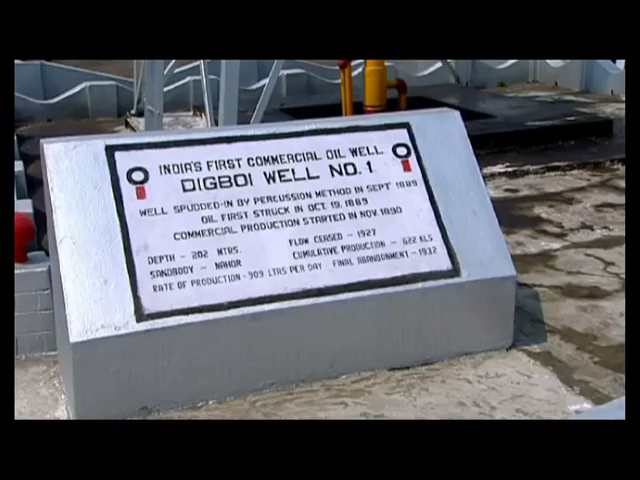 INDIA'S FIRST COMMERCIAL OIL WELL
DIGBOI WELL NO.1
WELL SPUDDED-IN BY PERCUSSION METHOD IN SEPT' 1889
OIL FIRST STRUCK IN OCT. 19.1889
COMMERCIAL PRODUCTION STARTED IN NOV. 1890
DEPTH - 202 MTRS. FLOW CERSED - 1927
SANDBODY - NAHOR CUMULATIVE PRODUCTION - 622 KLS
RATE OF PRODUCTION - 909 LTRS PER DAY FINAL ABANDONMENT - 1932